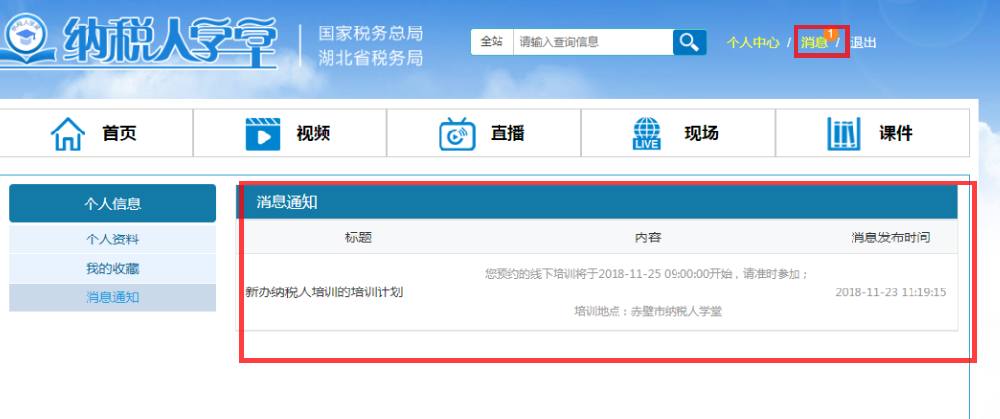 纳税人学堂
国家税务总局
湖北省税务局
全站 请输入查询信息
个人中心 / 消息 1 / 退出
首页 视频 直播 LIVE 现场 课件
个人信息
个人资料
我的收藏
消息通知
消息通知
标题 内容 消息发布时间
新办纳税人培训的培训计划
您预约的线下培训将于2018-11-25 09:00:00开始，请准时参加；
培训地点：赤壁市纳税人学堂
2018-11-23 11:19:15